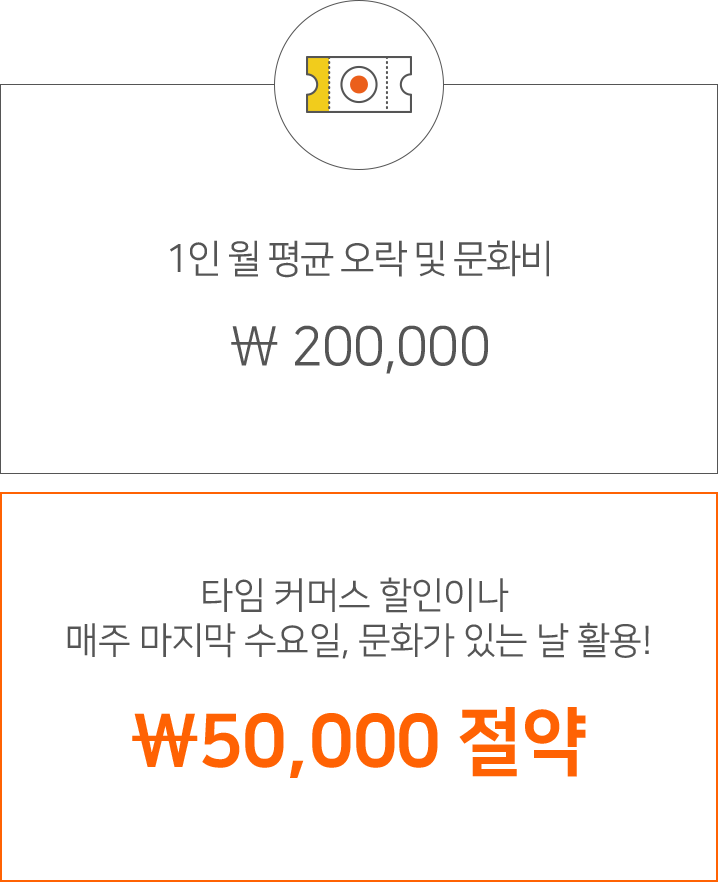 1인 월 평균 오락 및 문화비
₩ 200,000
타임 커머스 할인이나
매주 마지막 수요일, 문화가 있는 날 활용!
₩50,000 절약